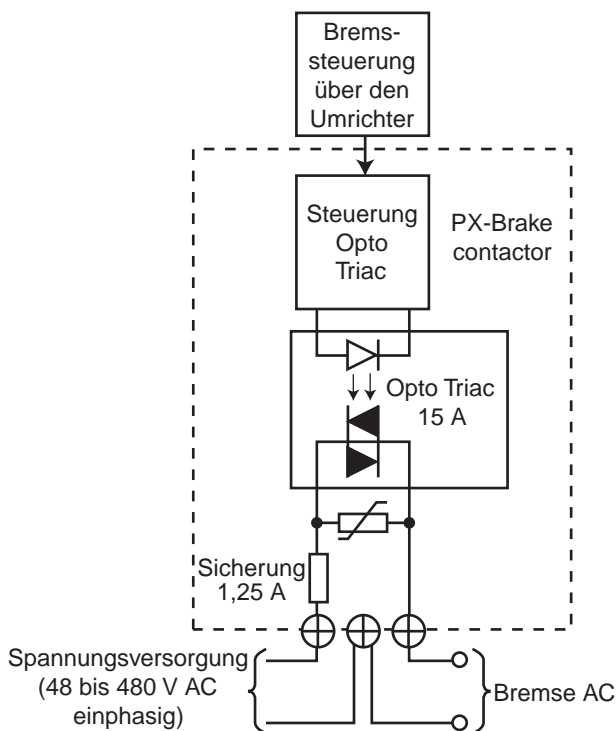 Brems-
steuerung
über den
Umrichter
Steuerung
Opto
Triac
PX-Brake
contactor
Opto Triac
15 A
Sicherung
1,25 A
Spannungsversorgung
(48 bis 480 V AC
einphasig)
Bremse AC